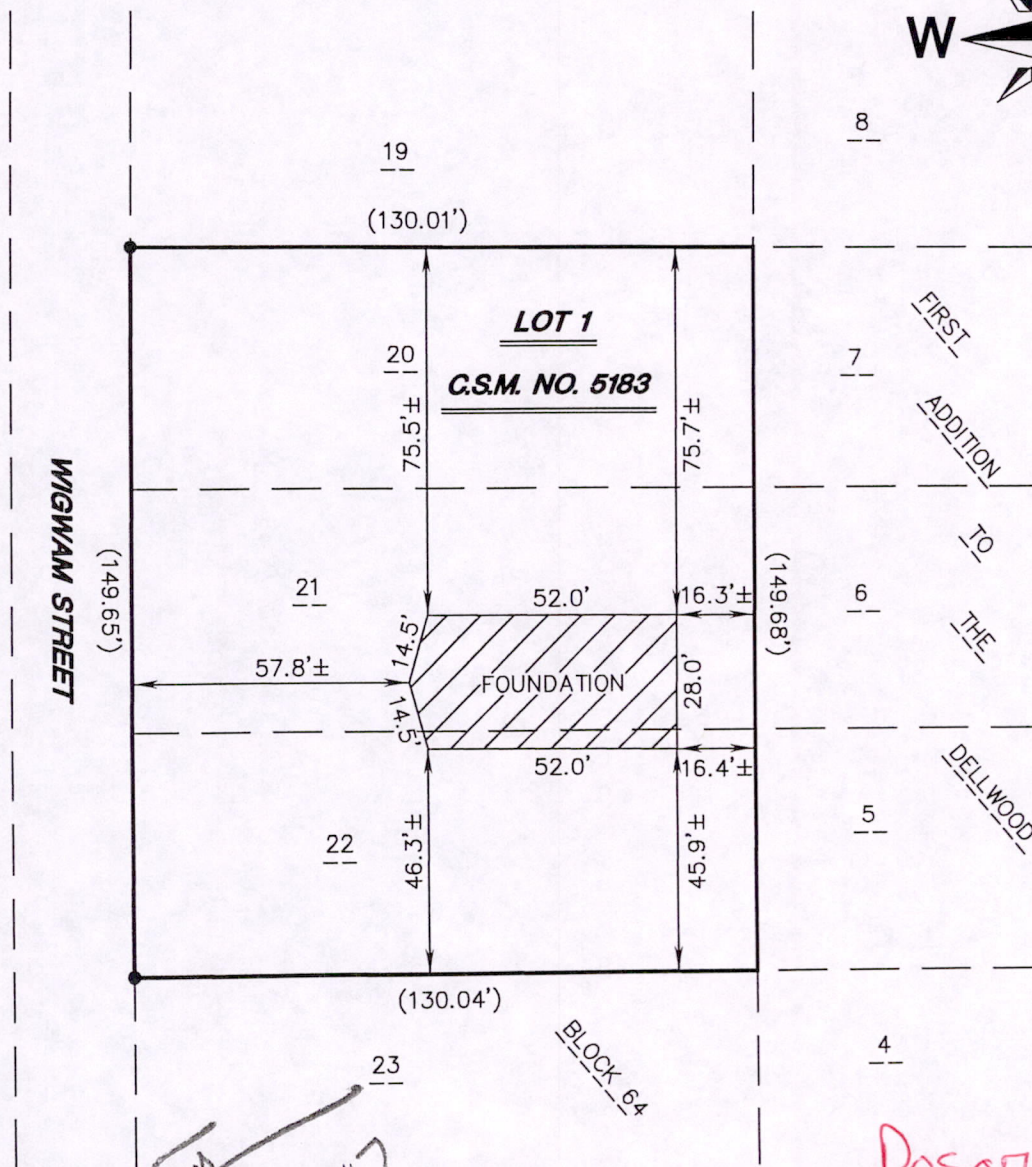 W
8
19
(130.01')
LOT 1
C.S.M. NO. 5183
20
75.5'±
75.7'±
7
FIRST
ADDITION
TO
THE
DELLWOOD
WIGWAM STREET
(149.65')
21
57.8'±
14.5'
14.5'
52.0'
16.3'±
(149.68')
6
FOUNDATION
28.0'
52.0'
16.4'±
22
46.3'±
45.9'±
5
(130.04')
BLOCK 64
23
4